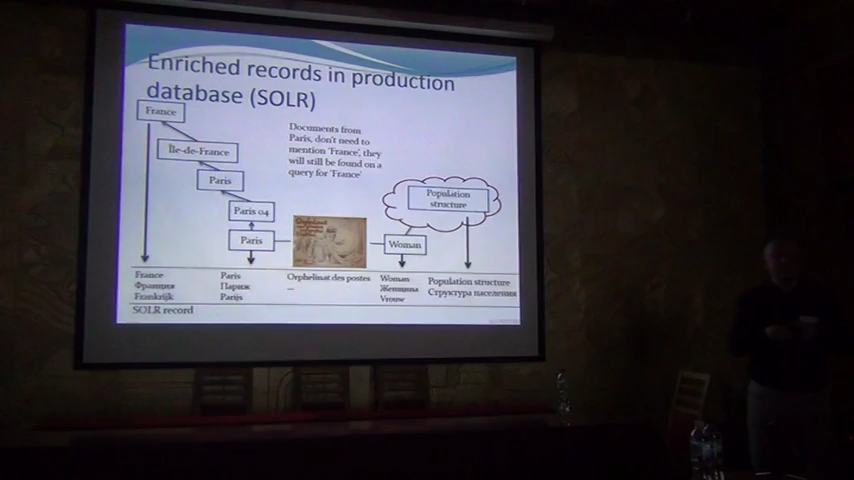 Enriched records in production
database (SOLR)
France
Île-de-France
Paris
Paris 04
Paris
Documents from
Paris, don't need to
mention 'France', they
will still be found on a
query for 'France'
Population
structure
Woman
France
Франция
Frankrijk
Paris
Париж
Parijs
Orphelinat des postes
...
Woman
Женщина
Vrouw
Population structure
Структура населения
SOLR record